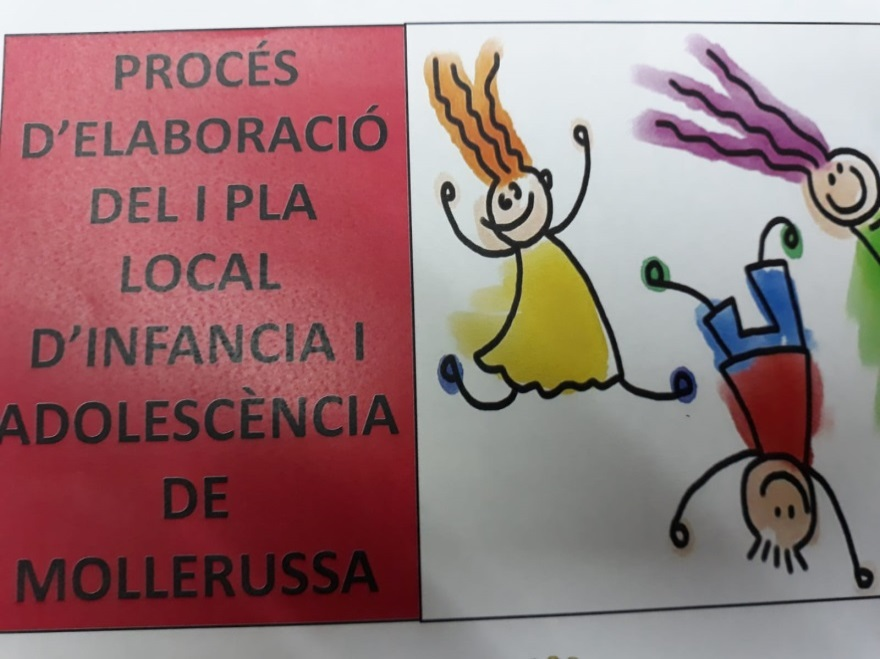 PROCÉS
D'ELABORACIÓ
DEL I PLA
LOCAL
D'INFANCIA I
ADOLESCÈNCIA
DE
MOLLERUSSA